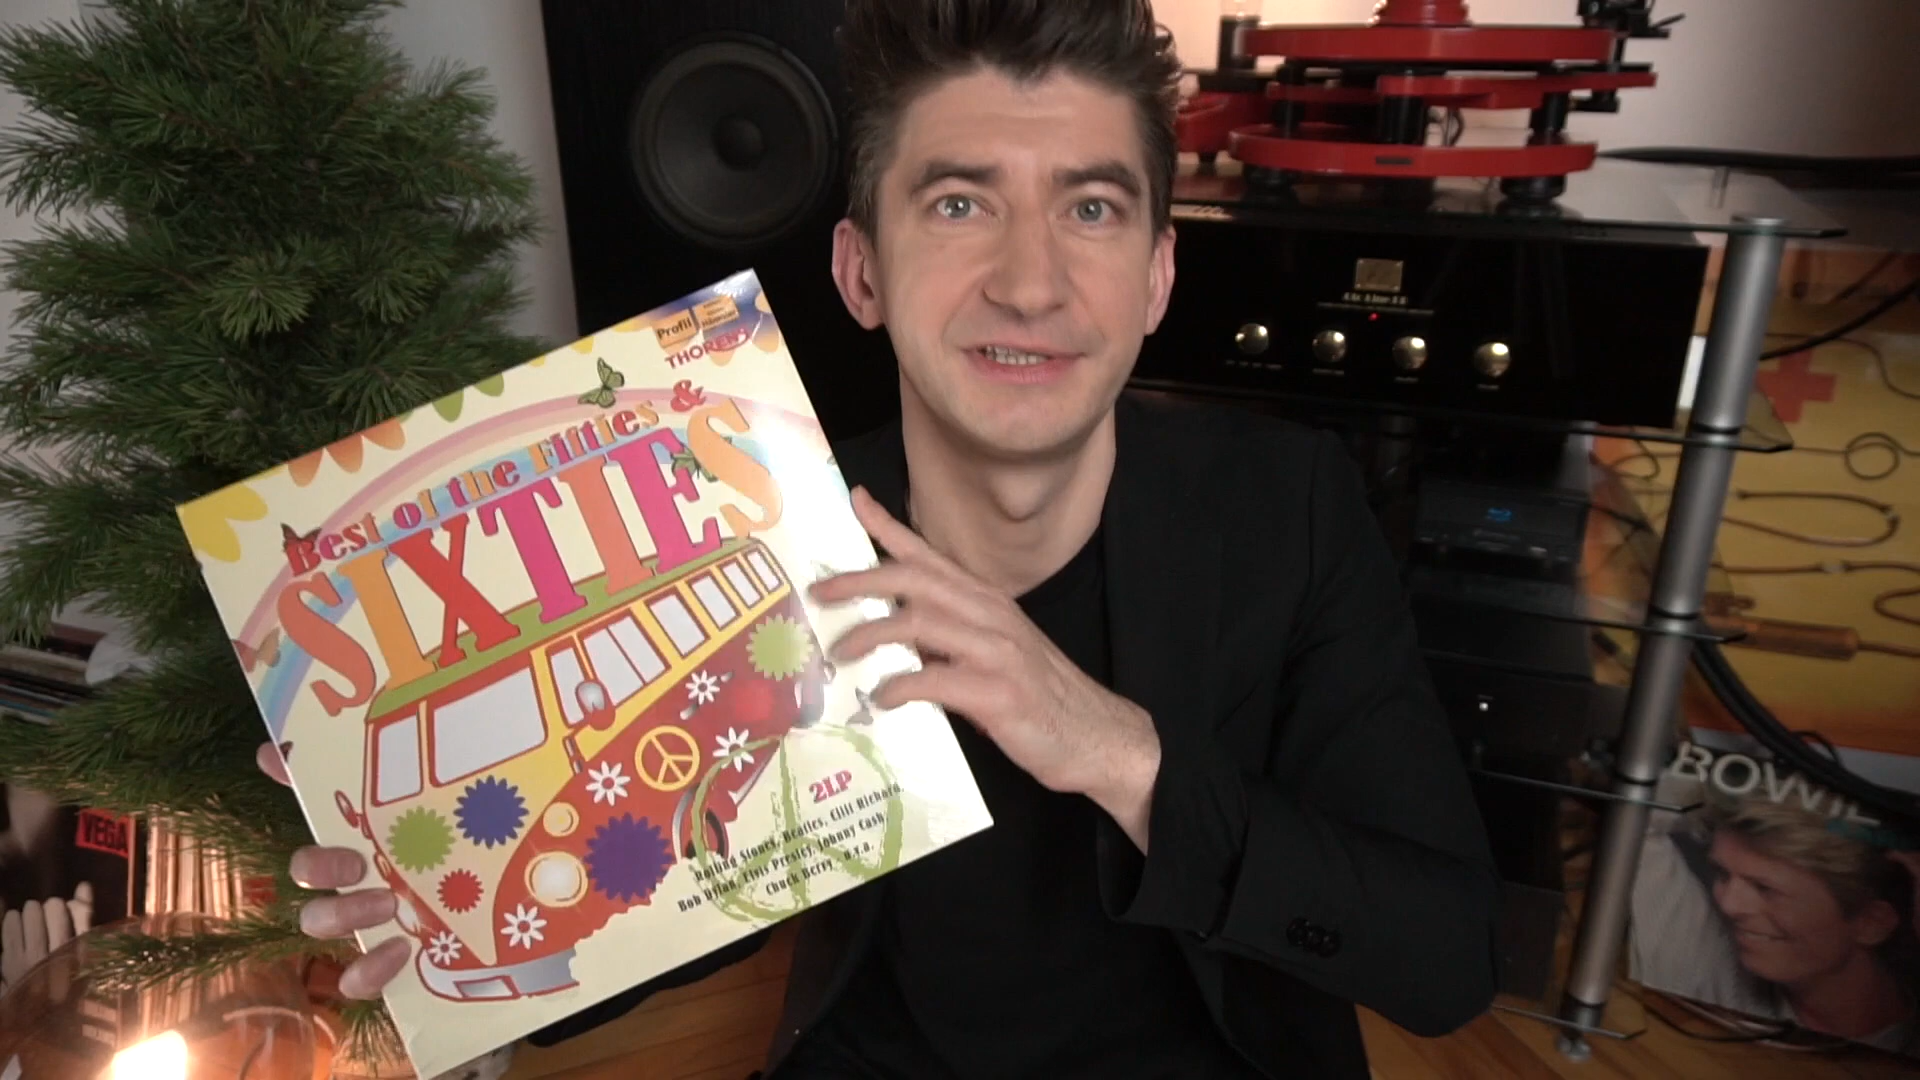 Profil
THORENS
Best of the Fifties &
SIXTIES
2LP
Rolling Stones, Beatles, Cliff Richard,
Bob Dylan, Elvis Presley, Johnny Cash,
Chuck Berry u.v.a.
VEGA
BOWIE